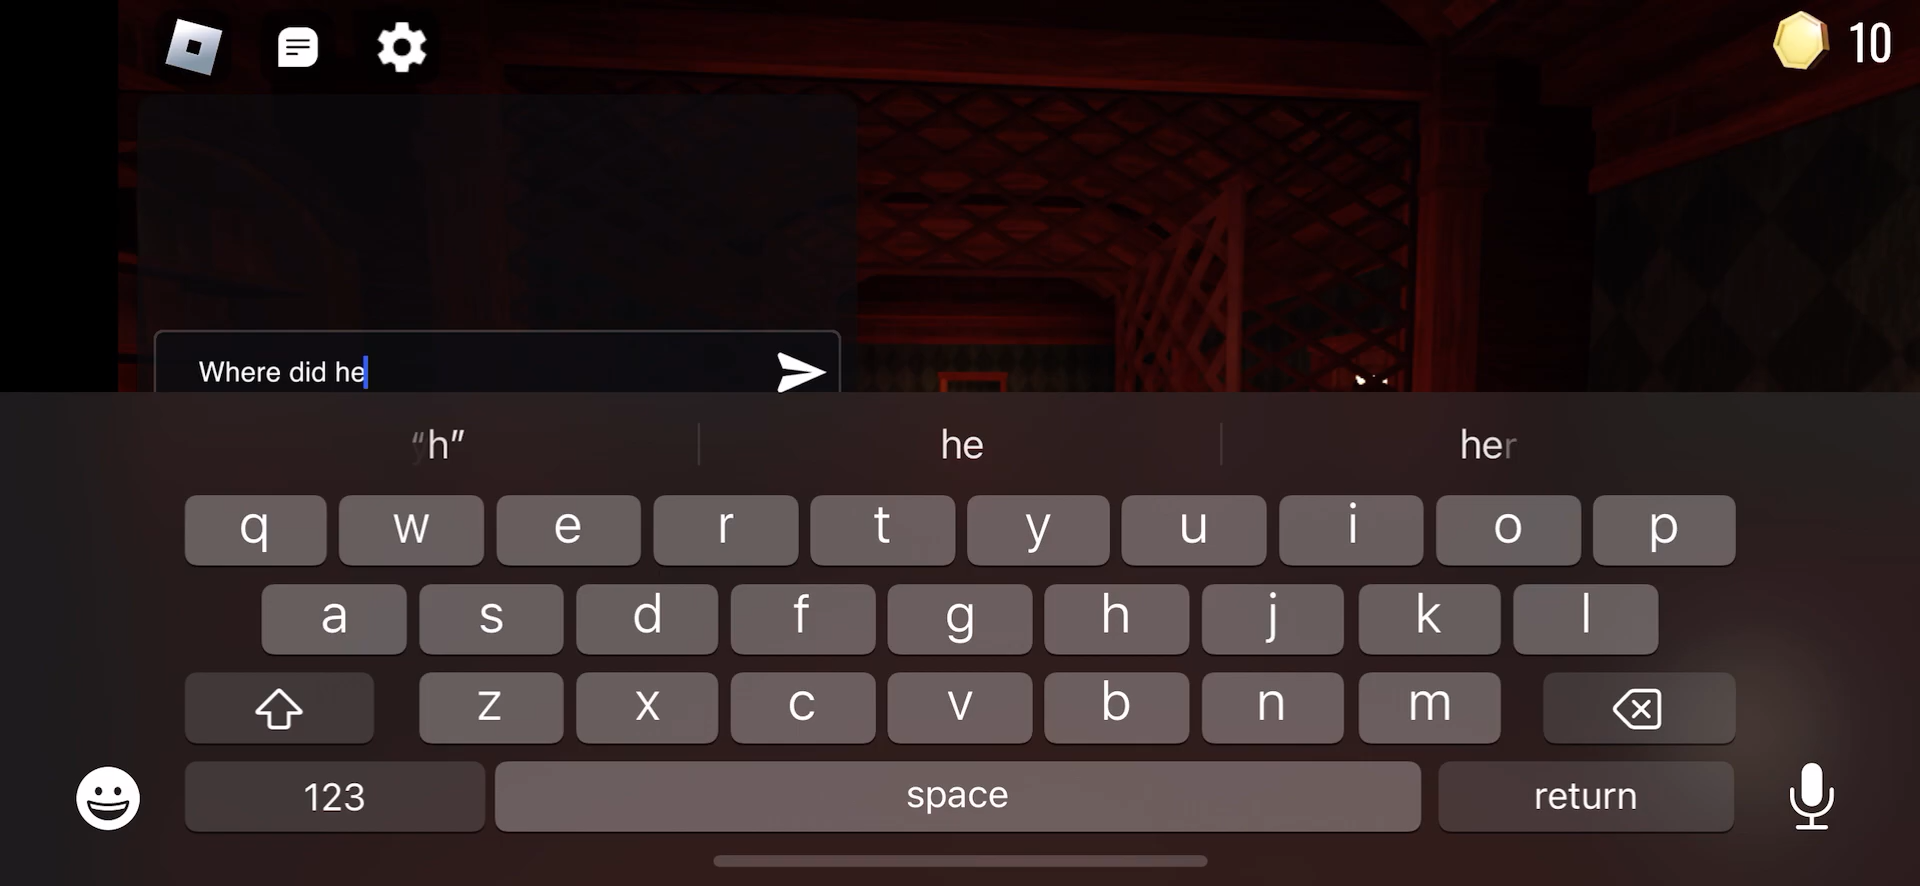 10
Where did he
“h” he her
q w e r t y u i o p
a s d f g h j k l
z x c v b n m
123 space return